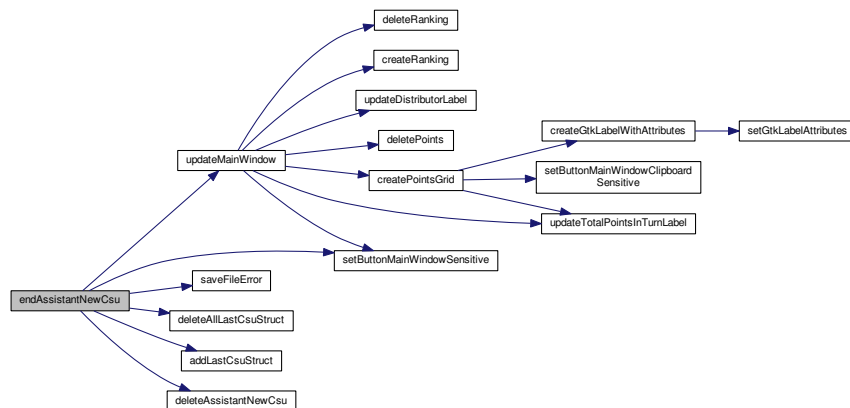 deleteRanking
createRanking
updateDistributorLabel
createGtkLabelWithAttributes
setGtkLabelAttributes
deletePoints
updateMainWindow
createPointsGrid
setButtonMainWindowClipboard
Sensitive
updateTotalPointsInTurnLabel
setButtonMainWindowSensitive
saveFileError
endAssistantNewCsu
deleteAllLastCsuStruct
addLastCsuStruct
deleteAssistantNewCsu